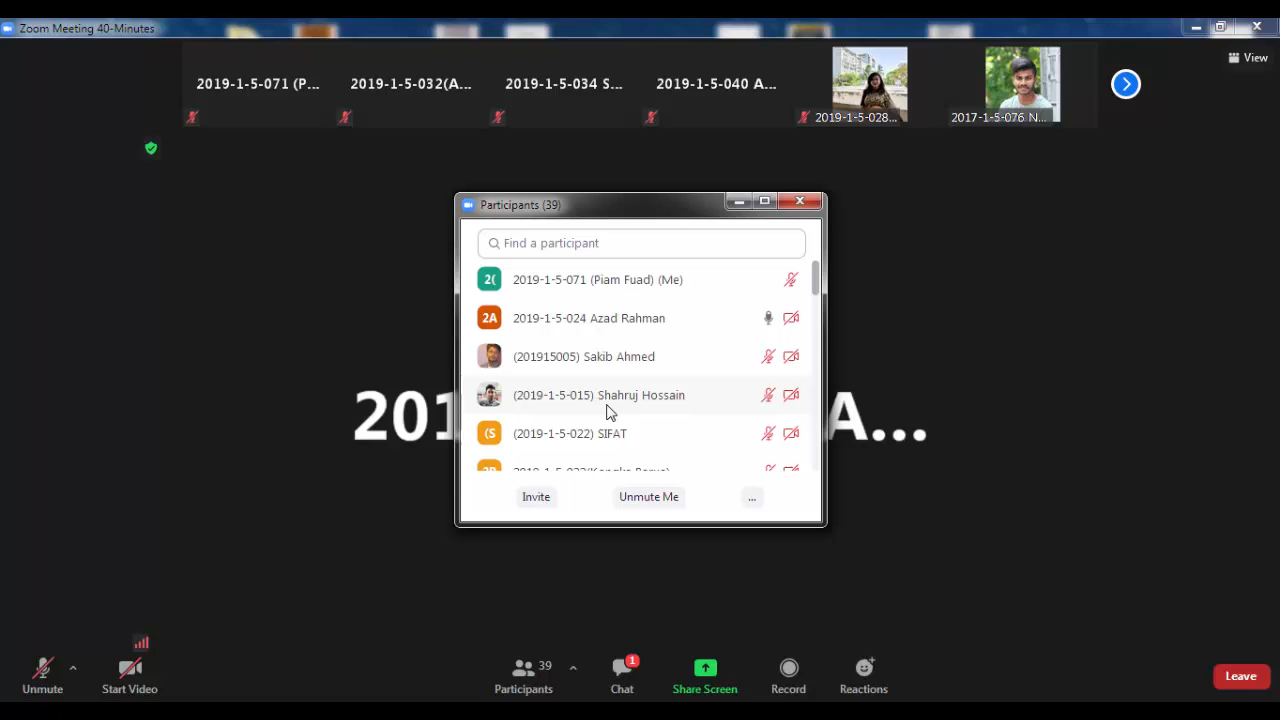 Zoom Meeting 40-Minutes
View
2019-1-5-071 (P...
2019-1-5-032(A...
2019-1-5-034 S...
2019-1-5-040 A...
2019-1-5-028...
2017-1-5-076 N...
Participants (39)
Find a participant
2( 2019-1-5-071 (Piam Fuad) (Me)
2A 2019-1-5-024 Azad Rahman
(201915005) Sakib Ahmed
(2019-1-5-015) Shahruj Hossain
(S (2019-1-5-022) SIFAT
Invite
Unmute Me
...
201
A...
Unmute
Start Video
39
Participants
1
Chat
Share Screen
Record
Reactions
Leave